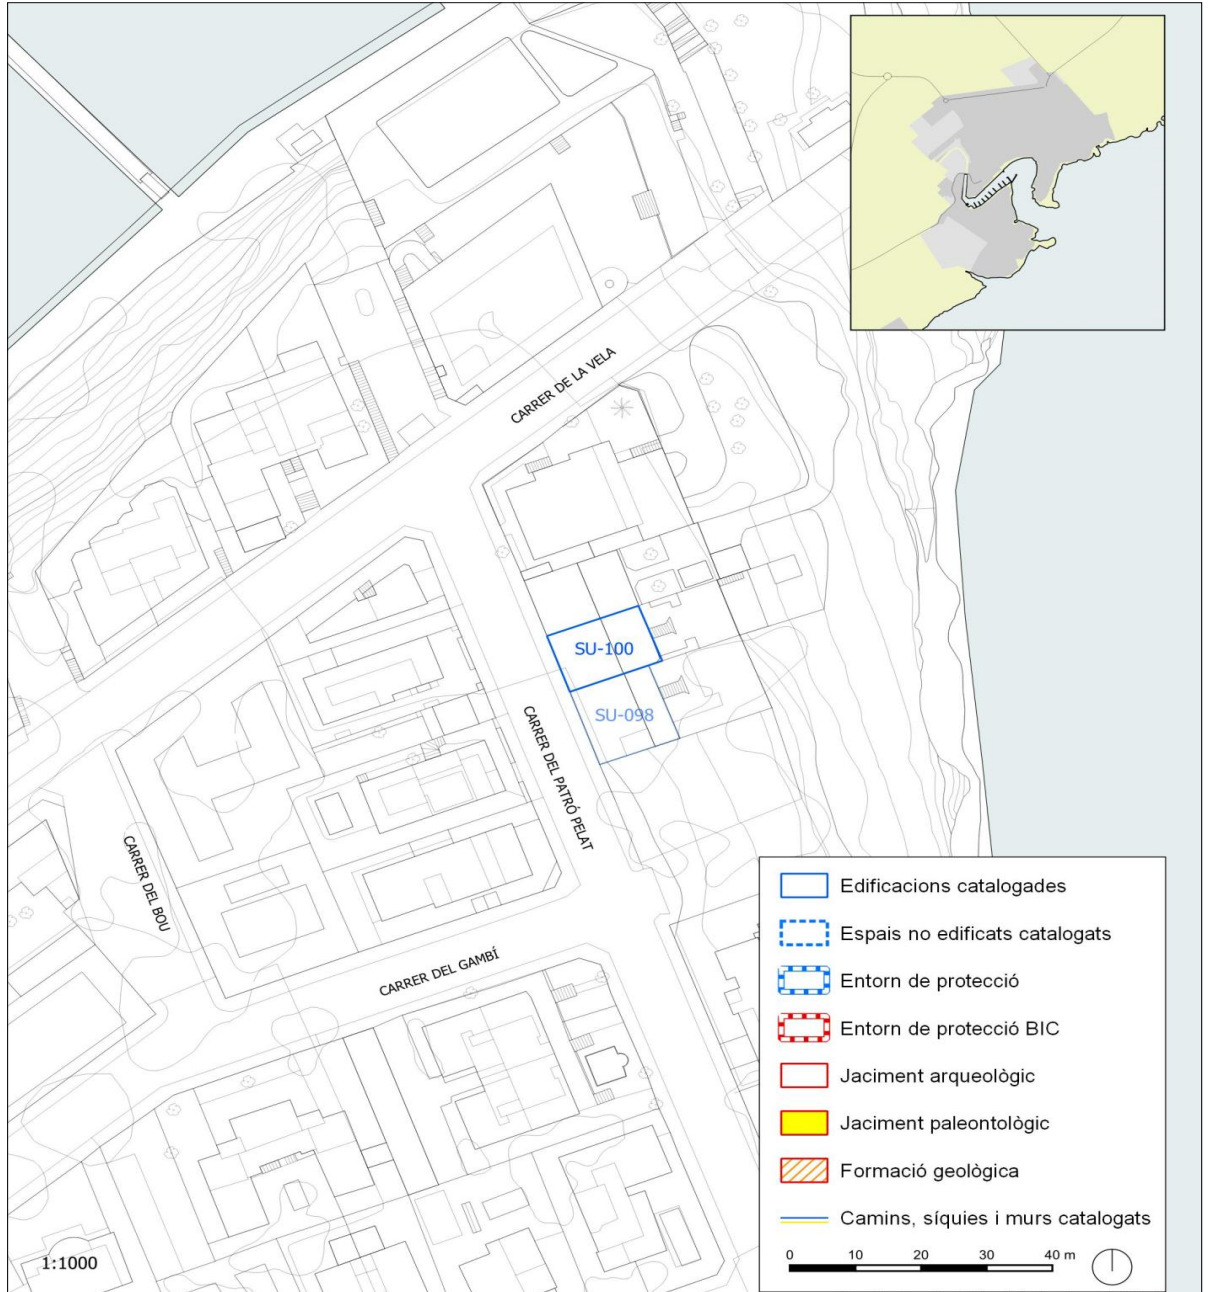 CARRER DE LA VELA
SU-100
SU-098
CARRER DEL PATRÓ PELAT
CARRER DEL BOU
CARRER DEL GAMBÍ
Edificacions catalogades
Espais no edificats catalogats
Entorn de protecció
Entorn de protecció BIC
Jaciment arqueològic
Jaciment paleontològic
Formació geològica
Camins, síquies i murs catalogats
0 10 20 30 40 m
1:1000